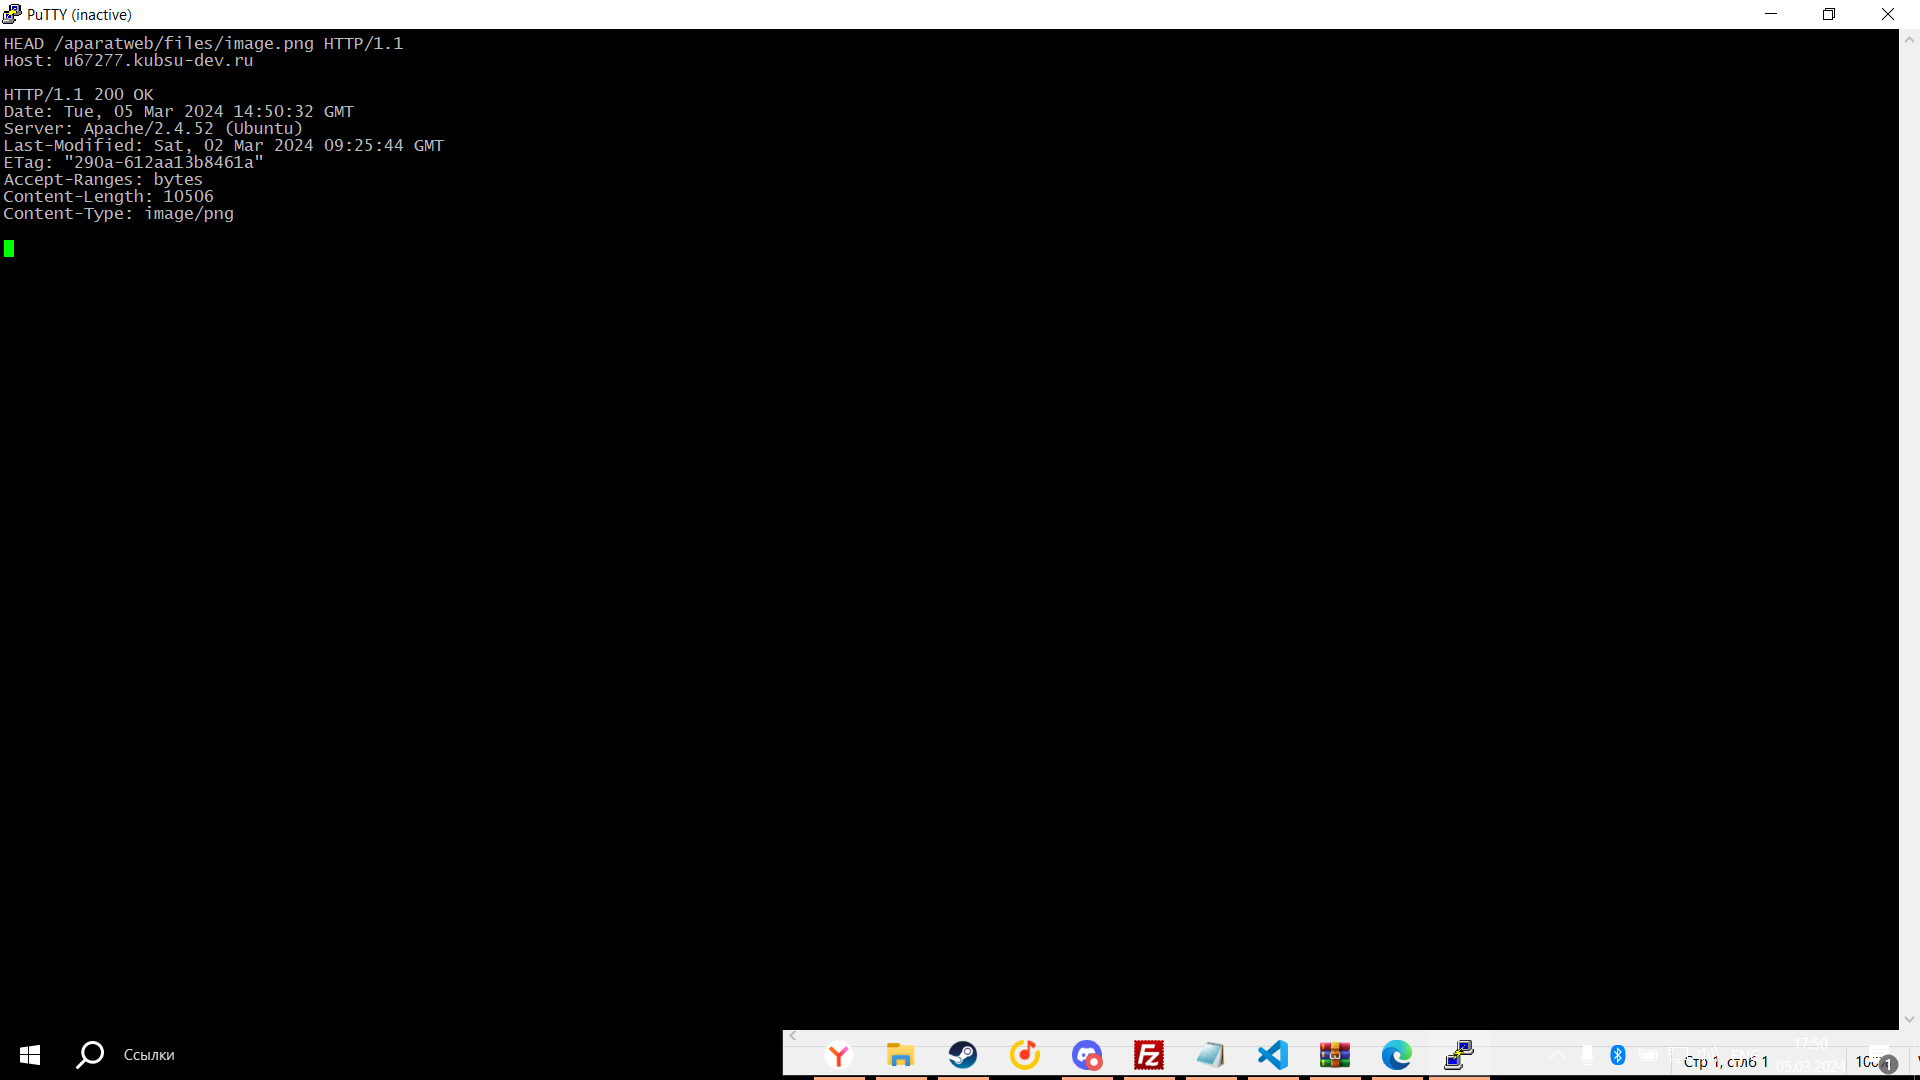 PuTTY (inactive)
HEAD /aparatweb/files/image.png HTTP/1.1
Host: u67277.kubsu-dev.ru
HTTP/1.1 200 OK
Date: Tue, 05 Mar 2024 14:50:32 GMT
Server: Apache/2.4.52 (Ubuntu)
Last-Modified: Sat, 02 Mar 2024 09:25:44 GMT
ETag: "290a-612aa13b8461a"
Accept-Ranges: bytes
Content-Length: 10506
Content-Type: image/png
Ссылки
17:50
Стр 1, стлб 1
05.03.2024
1